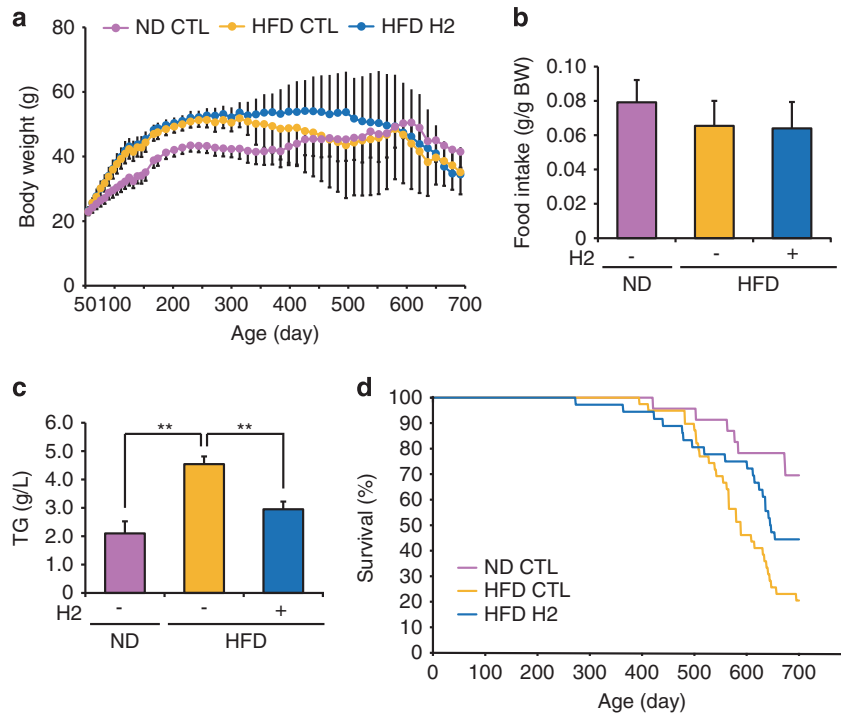 a
ND CTL HFD CTL HFD H2
Body weight (g)
80
60
40
20
0
50 100 200 300 400 500 600 700
Age (day)
b
Food intake (g/g BW)
0.10
0.08
0.06
0.04
0.02
0
H2 - - +
ND HFD
c
TG (g/L)
6.0
5.0
4.0
3.0
2.0
1.0
0
** **
H2 - - +
ND HFD
d
Survival (%)
100
90
80
70
60
50
40
30
20
10
0
ND CTL
HFD CTL
HFD H2
0 100 200 300 400 500 600 700 800
Age (day)